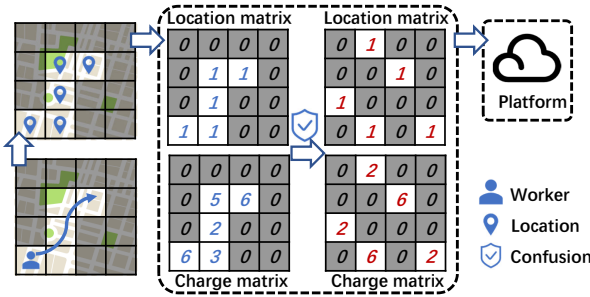 Location matrix
0 0 0 0
0 1 1 0
0 1 0 0
1 1 0 0
Location matrix
0 1 0 0
0 0 1 0
1 0 0 0
0 1 0 1
Platform
0 0 0 0
0 5 6 0
0 2 0 0
6 3 0 0
Charge matrix
0 2 0 0
0 0 6 0
2 0 0 0
0 6 0 2
Charge matrix
Worker
Location
Confusion